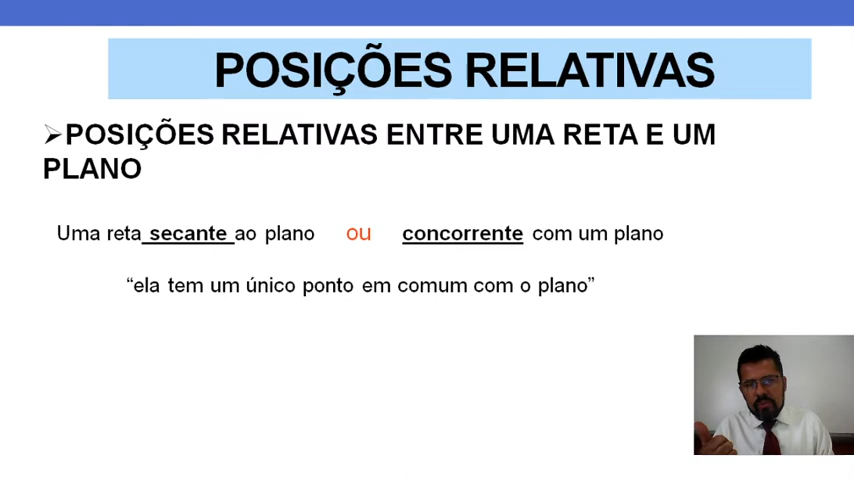 POSIÇÕES RELATIVAS
POSIÇÕES RELATIVAS ENTRE UMA RETA E UM
PLANO
Uma reta secante ao plano ou concorrente com um plano
“ela tem um único ponto em comum com o plano”